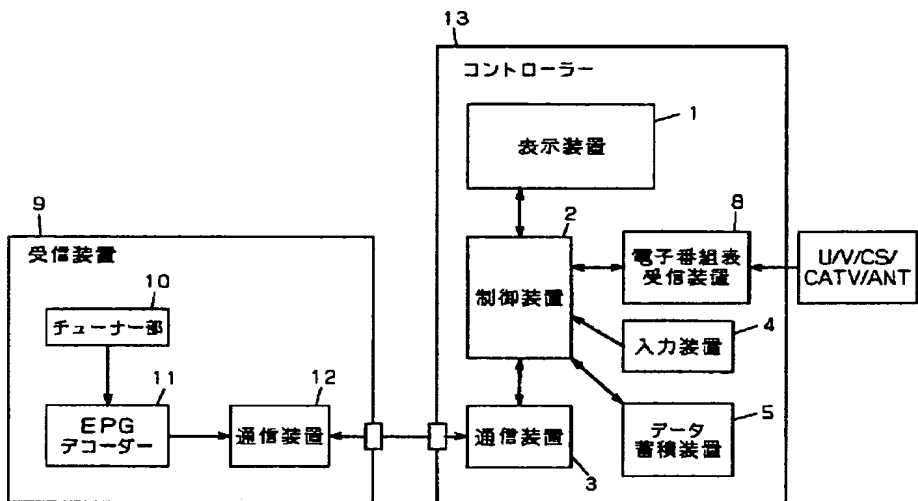 13
コントローラー
1
表示装置
9
受信装置
2
8
10
制御装置
電子番組表
受信装置
U/V/CS/
CATV/ANT
チューナー部
4
入力装置
11
12
5
EPG
デコーダー
通信装置
通信装置
データ
蓄積装置
3